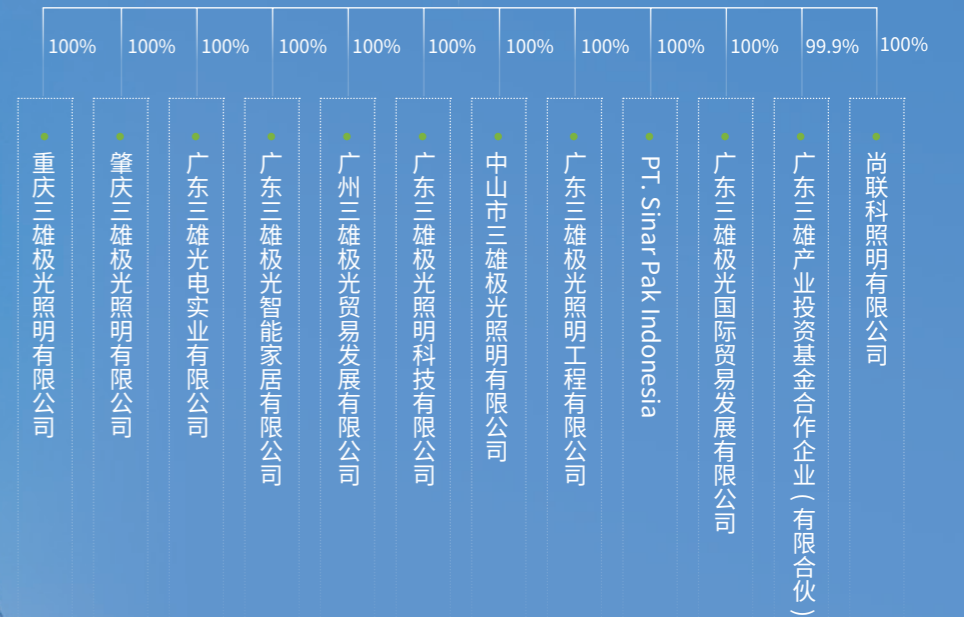 100%
100%
100%
100%
100%
100%
100%
100%
100%
100%
99.9%
100%
重庆三雄极光照明有限公司
肇庆三雄极光照明有限公司
广东三雄光电实业有限公司
广东三雄极光智能家居有限公司
广州三雄极光贸易发展有限公司
广东三雄极光照明科技有限公司
中山市三雄极光照明有限公司
广东三雄极光照明工程有限公司
PT. Sinar Pak Indonesia
广东三雄极光国际贸易发展有限公司
广东三雄产业投资基金合作企业(有限合伙)
尚联科照明有限公司